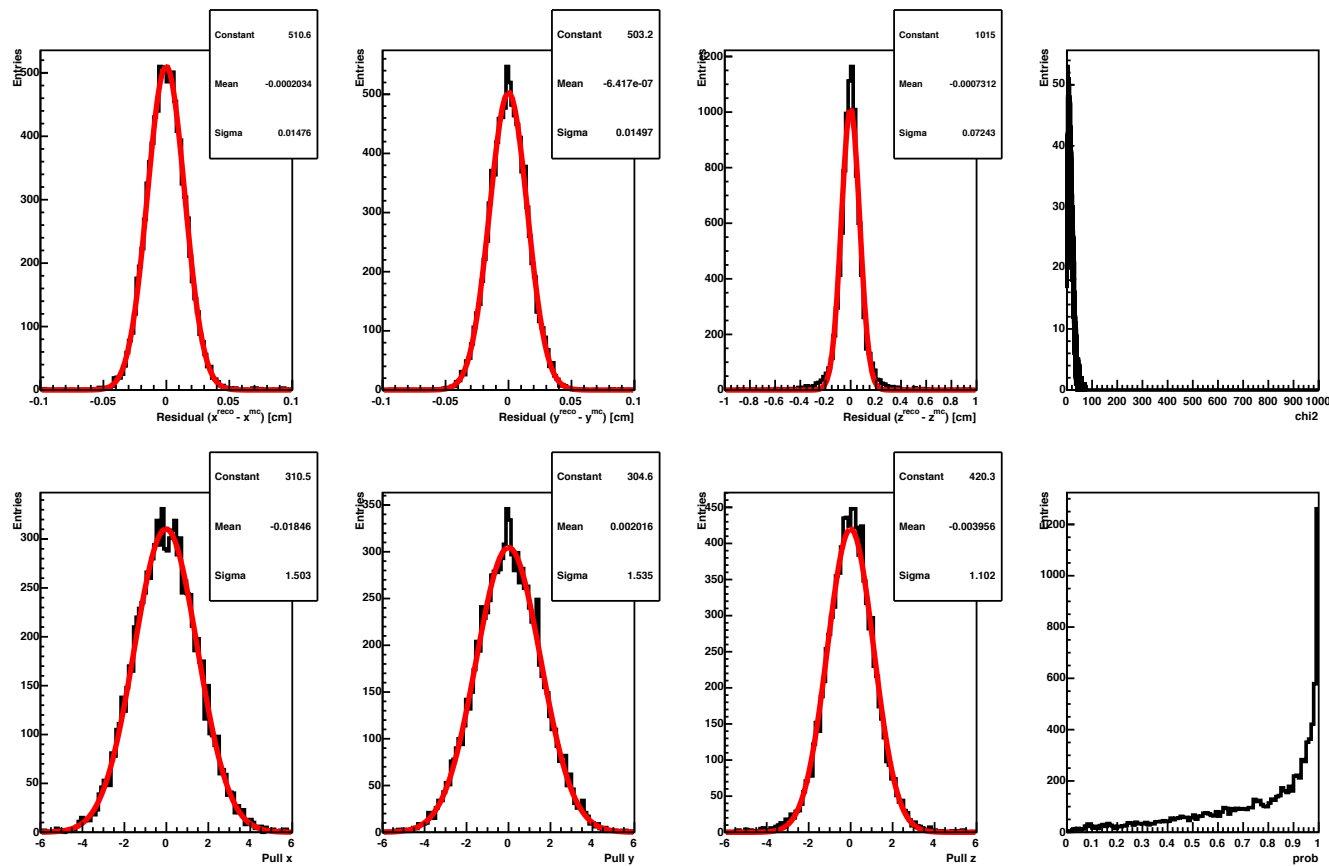 Constant 510.6
Mean -0.0002034
Sigma 0.01476
Entries
500
400
300
200
100
0
-0.1 -0.05 0 0.05 0.1
Residual (x^reco - x^mc) [cm]
Constant 503.2
Mean -6.417e-07
Sigma 0.01497
Entries
500
400
300
200
100
0
-0.1 -0.05 0 0.05 0.1
Residual (y^reco - y^mc) [cm]
Constant 1015
Mean -0.0007312
Sigma 0.07243
Entries
1200
1000
800
600
400
200
0
-1 -0.8 -0.6 -0.4 -0.2 0 0.2 0.4 0.6 0.8 1
Residual (z^reco - z^mc) [cm]
Entries
50
40
30
20
10
0
0 100 200 300 400 500 600 700 800 900 1000
chi2
Constant 310.5
Mean -0.01846
Sigma 1.503
Entries
300
250
200
150
100
50
0
-6 -4 -2 0 2 4 6
Pull x
Constant 304.6
Mean 0.002016
Sigma 1.535
Entries
350
300
250
200
150
100
50
0
-6 -4 -2 0 2 4 6
Pull y
Constant 420.3
Mean -0.003956
Sigma 1.102
Entries
450
400
350
300
250
200
150
100
50
0
-6 -4 -2 0 2 4 6
Pull z
Entries
1200
1000
800
600
400
200
0
0 0.1 0.2 0.3 0.4 0.5 0.6 0.7 0.8 0.9 1
prob